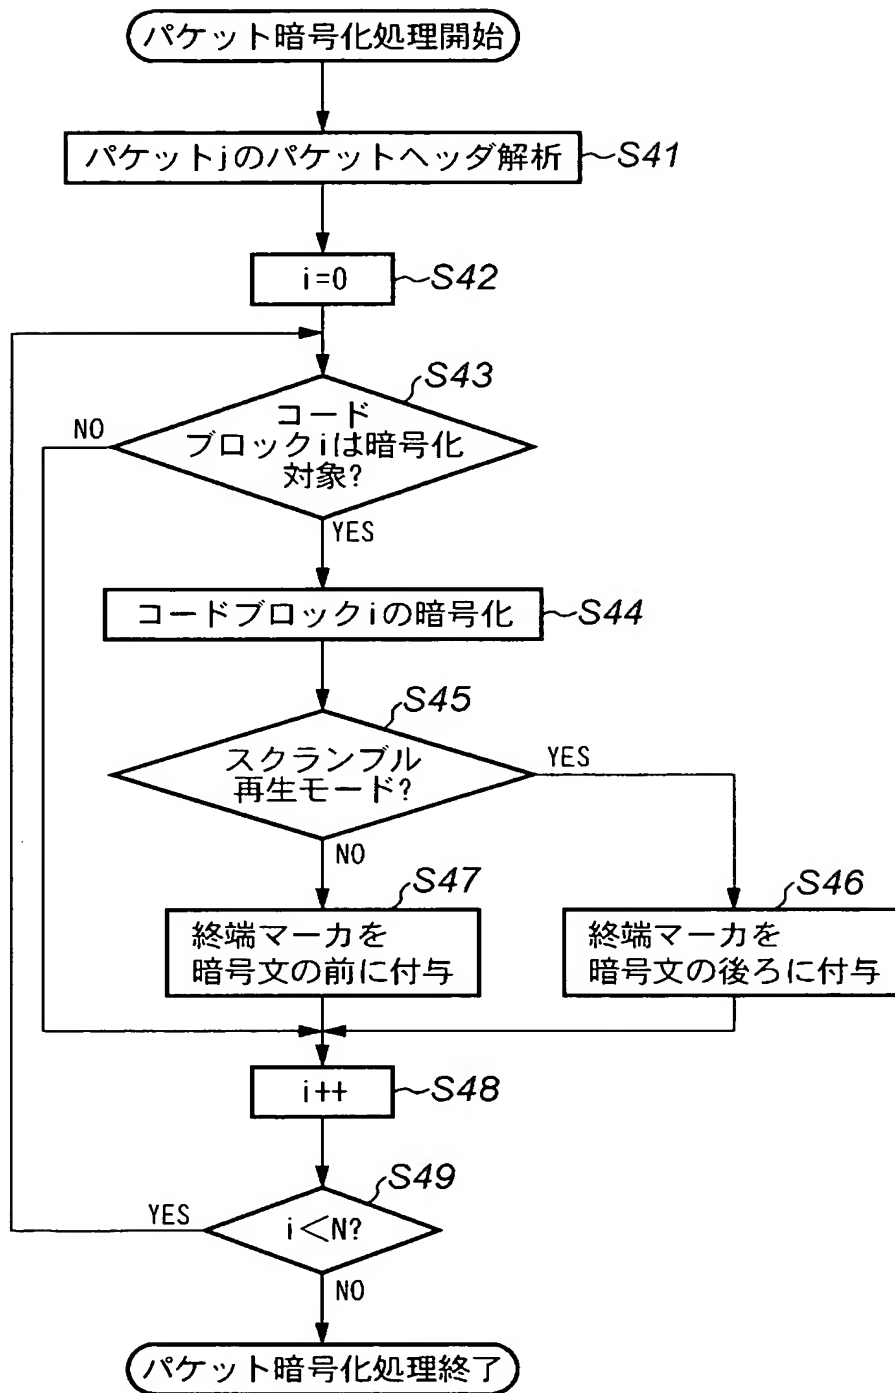 パケット暗号化処理開始
パケットjのパケットヘッダ解析
S41
i=0
S42
S43
コード
ブロックiは暗号化
対象?
NO
YES
コードブロックiの暗号化
S44
S45
スクランブル
再生モード?
YES
NO
S47
終端マーカを
暗号文の前に付与
S46
終端マーカを
暗号文の後ろに付与
i++
S48
S49
i<N?
YES
NO
パケット暗号化処理終了